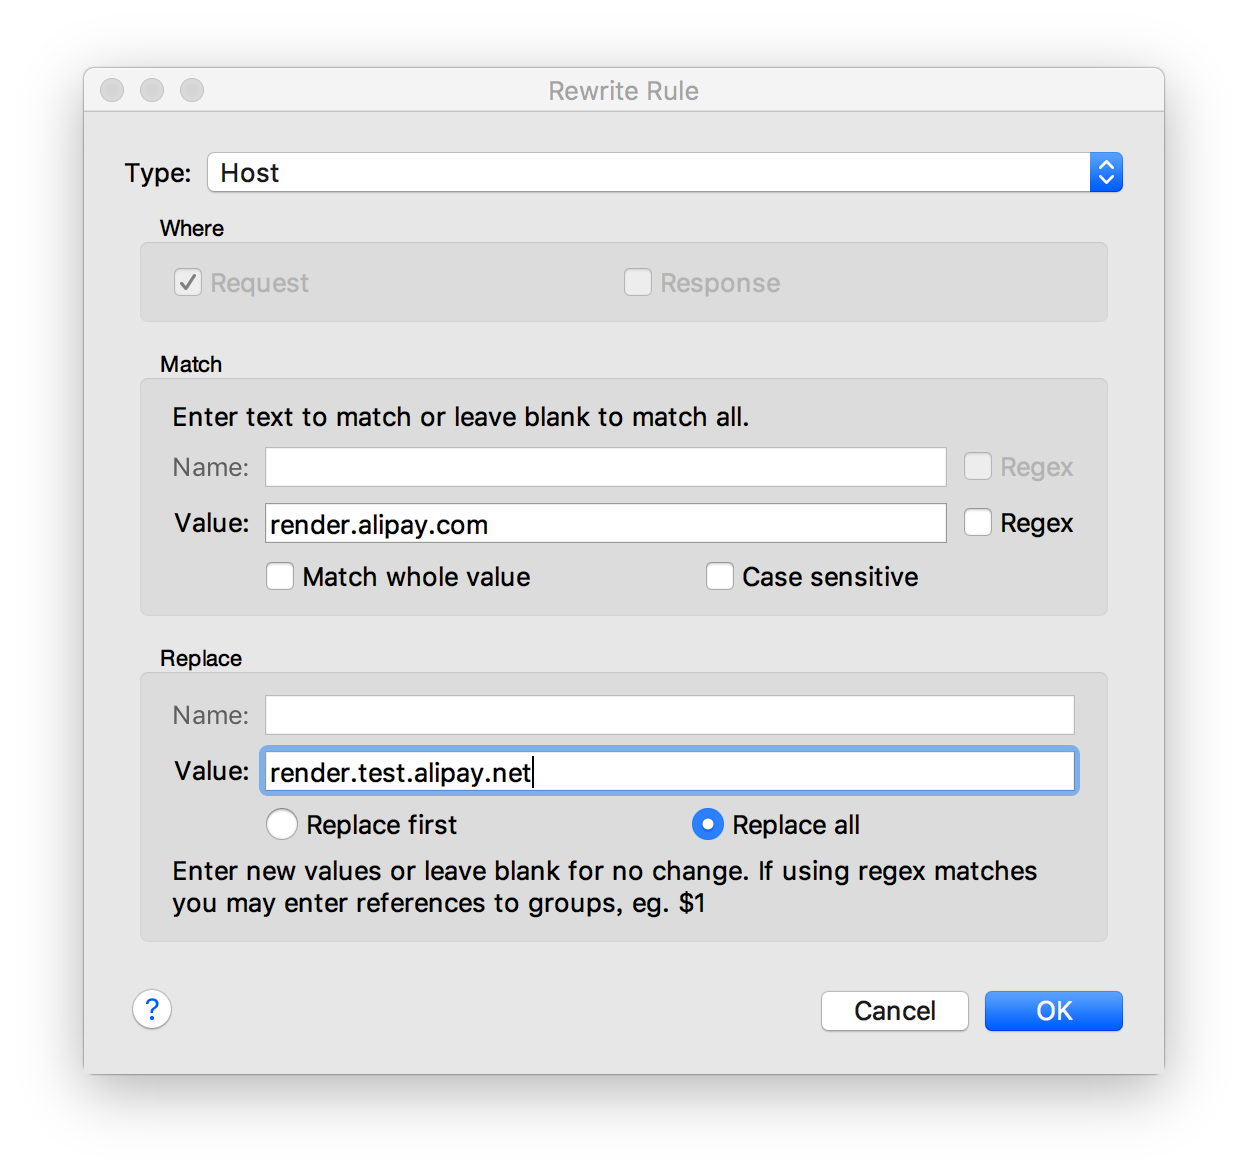 Rewrite Rule
Type: Host
Where
Request Response
Match
Enter text to match or leave blank to match all.
Name: Regex
Value: render.alipay.com Regex
Match whole value Case sensitive
Replace
Name:
Value: render.test.alipay.net
Replace first Replace all
Enter new values or leave blank for no change. If using regex matches
you may enter references to groups, eg. $1
? Cancel OK